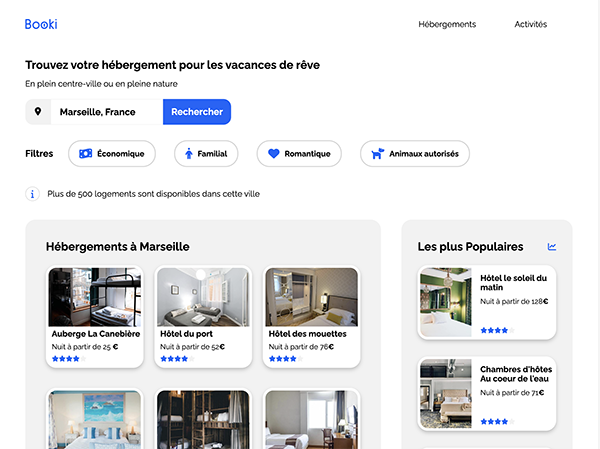 Booki
Hébergements
Activités
Trouvez votre hébergement pour les vacances de rêve
En plein centre-ville ou en pleine nature
Marseille, France
Rechercher
Filtres
Économique
Familial
Romantique
Animaux autorisés
Plus de 500 logements sont disponibles dans cette ville
Hébergements à Marseille
Auberge La Canebière
Nuit à partir de 25 €
Hôtel du port
Nuit à partir de 52€
Hôtel des mouettes
Nuit à partir de 76€
Les plus Populaires
Hôtel le soleil du
matin
Nuit à partir de 128€
Chambres d'hôtes
Au coeur de l'eau
Nuit à partir de 71€